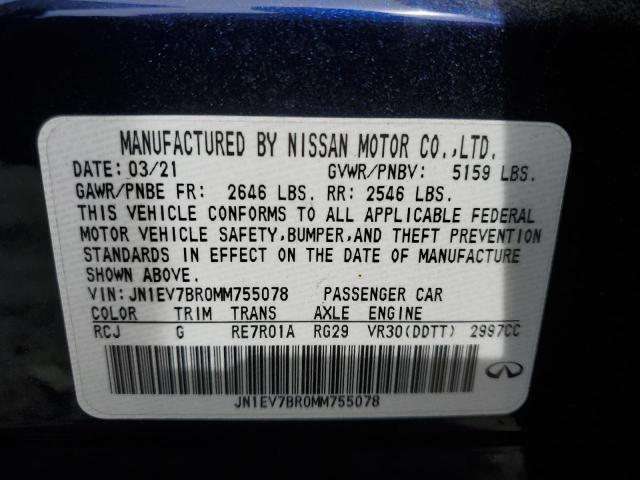 MANUFACTURED BY NISSAN MOTOR CO.,LTD.
DATE: 03/21 GVWR/PNBV: 5159 LBS.
GAWR/PNBE FR: 2646 LBS. RR: 2546 LBS.
THIS VEHICLE CONFORMS TO ALL APPLICABLE FEDERAL
MOTOR VEHICLE SAFETY,BUMPER,AND THEFT PREVENTION
STANDARDS IN EFFECT ON THE DATE OF MANUFACTURE
SHOWN ABOVE.
VIN: JN1EV7BR0MM755078 PASSENGER CAR
COLOR TRIM TRANS AXLE ENGINE
RCJ G RE7R01A RG29 VR30(DDTT) 2997CC
JN1EV7BR0MM755078